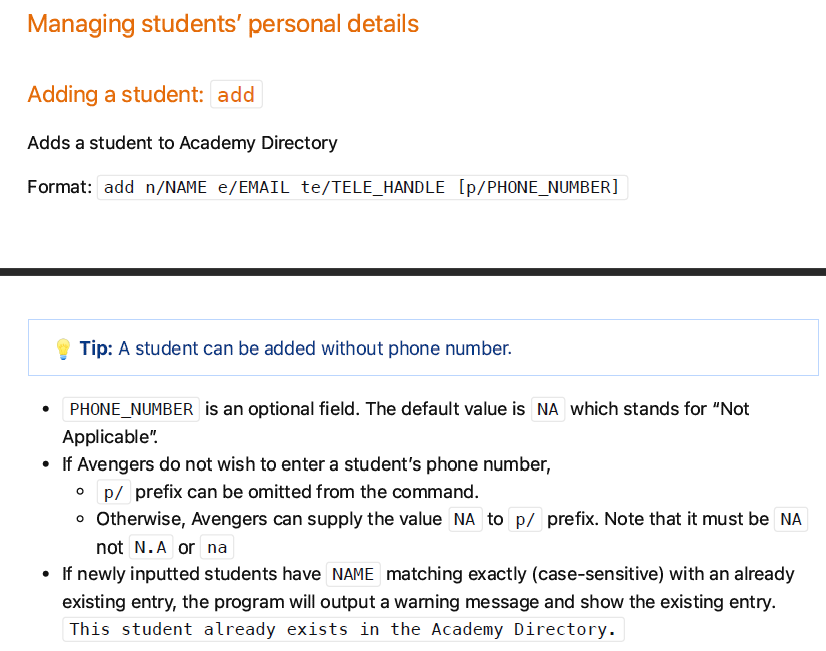 Managing students’ personal details
Adding a student: add
Adds a student to Academy Directory
Format: add n/NAME e/EMAIL te/TELE_HANDLE [p/PHONE_NUMBER]
💡 Tip: A student can be added without phone number.
• PHONE_NUMBER is an optional field. The default value is NA which stands for “Not
Applicable”.
• If Avengers do not wish to enter a student’s phone number,
◦ p/ prefix can be omitted from the command.
◦ Otherwise, Avengers can supply the value NA to p/ prefix. Note that it must be NA
not N.A or na
• If newly inputted students have NAME matching exactly (case-sensitive) with an already
existing entry, the program will output a warning message and show the existing entry.
This student already exists in the Academy Directory.